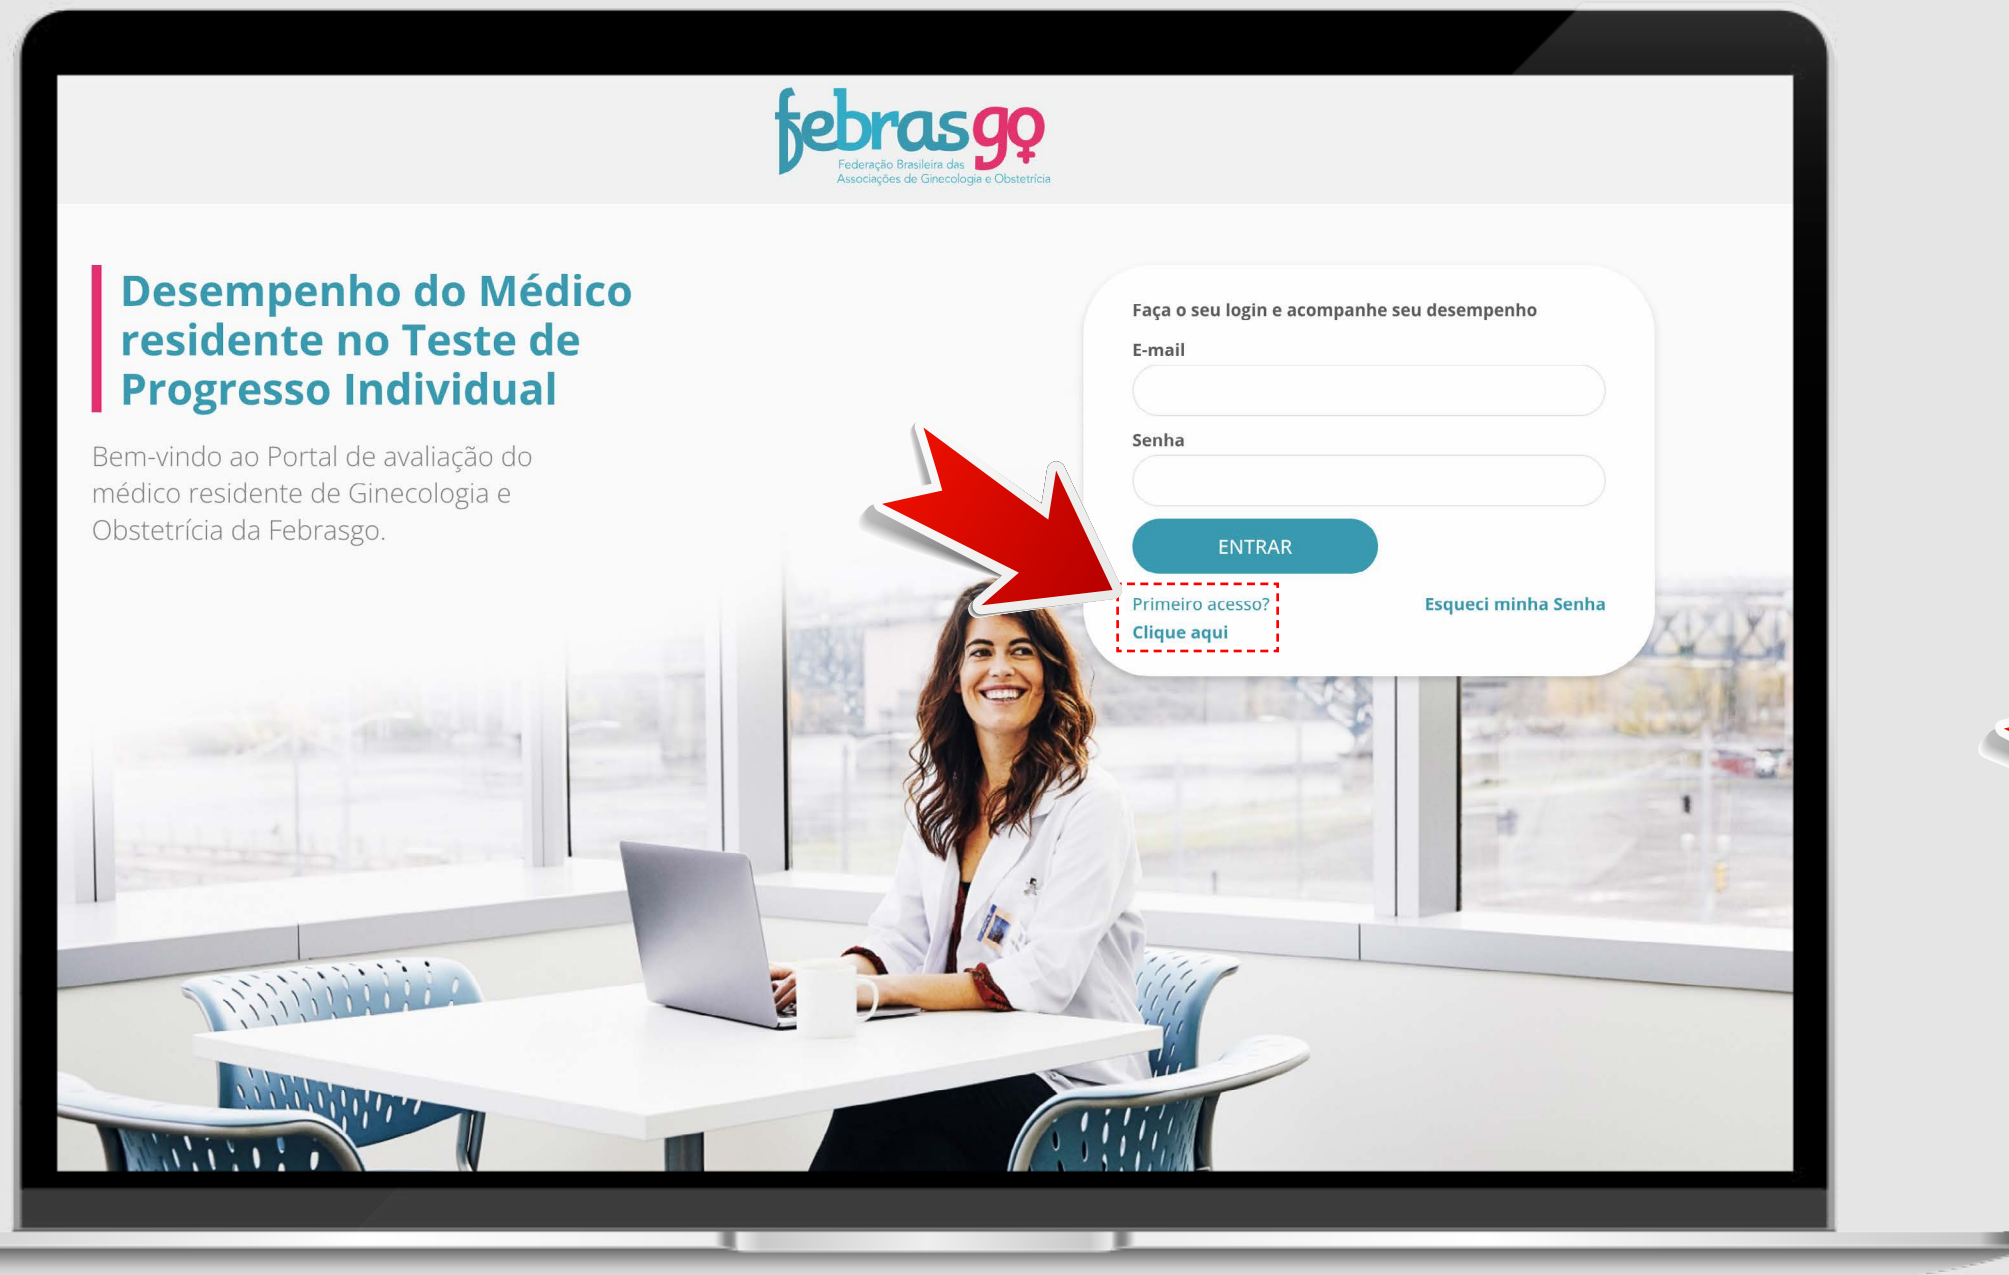 febrasgo
Federação Brasileira das
Associações de Ginecologia e Obstetrícia
Desempenho do Médico
residente no Teste de
Progresso Individual
Bem-vindo ao Portal de avaliação do
médico residente de Ginecologia e
Obstetrícia da Febrasgo.
Faça o seu login e acompanhe seu desempenho
E-mail
Senha
ENTRAR
Primeiro acesso?
Clique aqui
Esqueci minha Senha